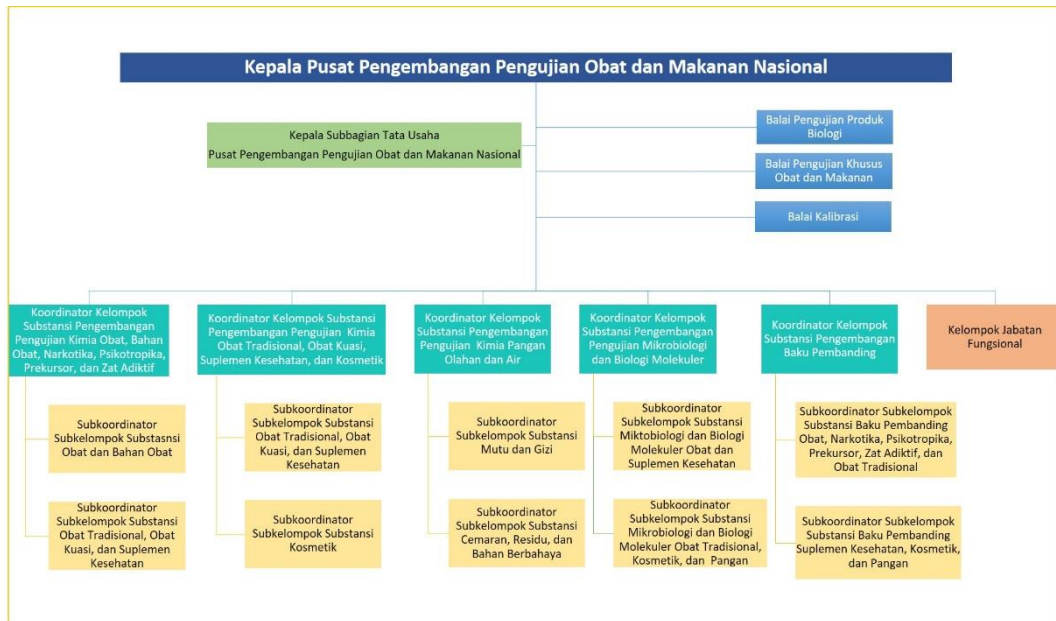 Kepala Pusat Pengembangan Pengujian Obat dan Makanan Nasional
Kepala Subbagian Tata Usaha
Pusat Pengembangan Pengujian Obat dan Makanan Nasional
Balai Pengujian Produk
Biologi
Balai Pengujian Khusus
Obat dan Makanan
Balai Kalibrasi
Koordinator Kelompok
Substansi Pengembangan
Pengujian Kimia Obat, Bahan
Obat, Narkotika, Psikotropika,
Prekursor, dan Zat Adiktif
Koordinator Kelompok Substansi
Pengembangan Pengujian Kimia
Obat Tradisional, Obat Kuasi,
Suplemen Kesehatan, dan Kosmetik
Koordinator Kelompok
Substansi Pengembangan
Pengujian Kimia Pangan
Olahan dan Air
Koordinator Kelompok
Substansi Pengembangan
Pengujian Mikrobiologi
dan Biologi Molekuler
Koordinator Kelompok
Substansi Pengembangan
Baku Pembanding
Kelompok Jabatan
Fungsional
Subkoordinator
Subkelompok Substasnsi
Obat dan Bahan Obat
Subkoordinator
Subkelompok Substansi
Obat Tradisional, Obat
Kuasi, dan Suplemen
Kesehatan
Subkoordinator
Subkelompok Substansi
Mutu dan Gizi
Subkoordinator
Subkelompok Substansi
Miktobiologi dan Biologi
Molekuler Obat dan
Suplemen Kesehatan
Subkoordinator Subkelompok
Substansi Baku Pembanding
Obat, Narkotika, Psikotropika,
Prekursor, Zat Adiktif, dan
Obat Tradisional
Subkoordinator
Subkelompok Substansi
Obat Tradisional, Obat
Kuasi, dan Suplemen
Kesehatan
Subkoordinator
Subkelompok Substansi
Kosmetik
Subkoordinator
Subkelompok Substansi
Cemaran, Residu, dan
Bahan Berbahaya
Subkoordinator
Subkelompok Substansi
Mikrobiologi dan Biologi
Molekuler Obat Tradisional,
Kosmetik, dan Pangan
Subkoordinator Subkelompok
Substansi Baku Pembanding
Suplemen Kesehatan, Kosmetik,
dan Pangan